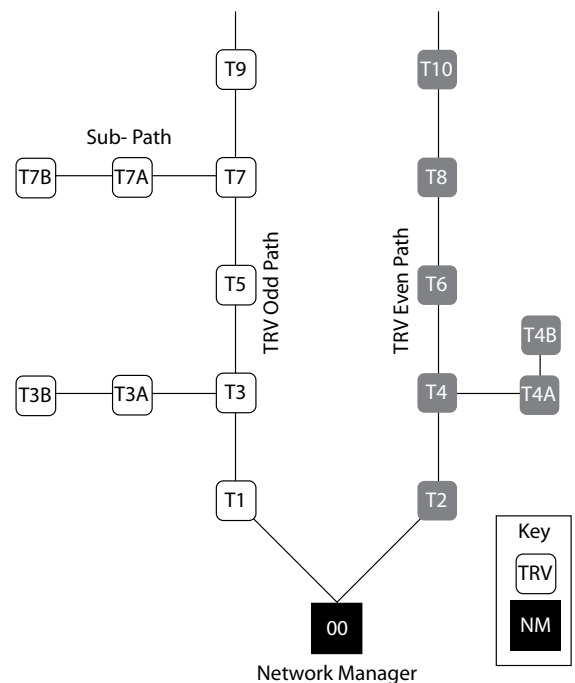 T9
T10
Sub- Path
T7B
T7A
T7
T8
TRV Odd Path
TRV Even Path
T5
T6
T4B
T3B
T3A
T3
T4
T4A
T1
T2
Key
TRV
NM
00
Network Manager